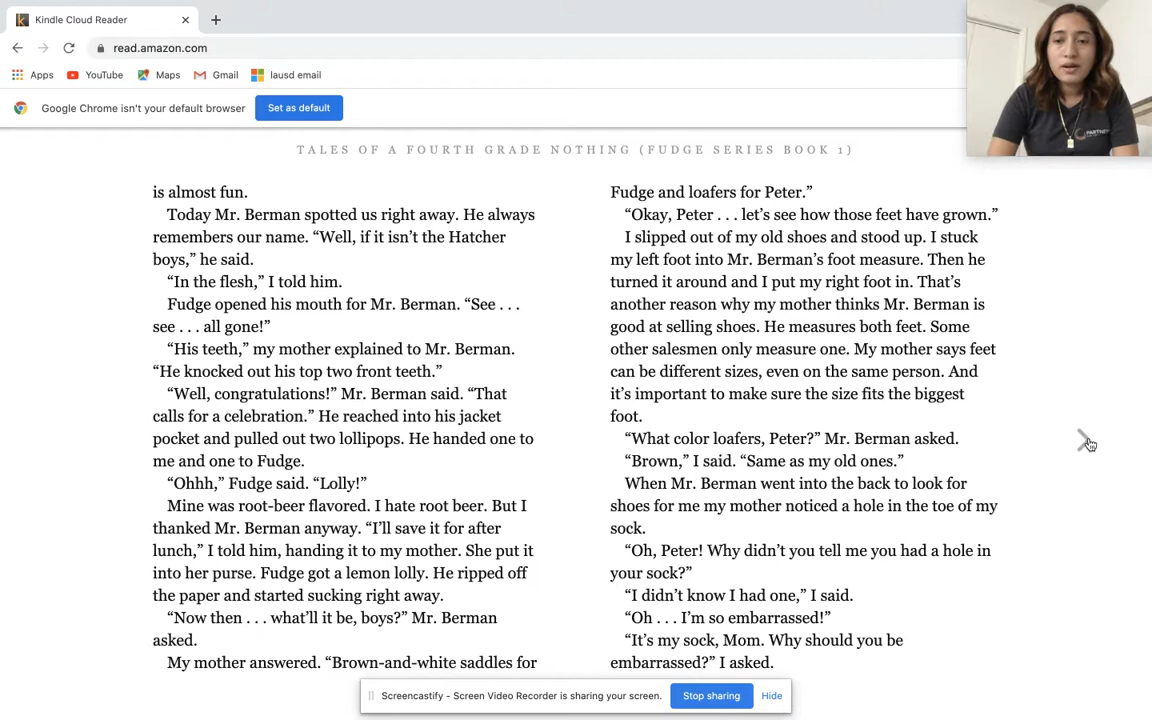 Kindle Cloud Reader
read.amazon.com
Apps
YouTube
Maps
Gmail
lausd email
Google Chrome isn't your default browser
Set as default
TALES OF A FOURTH GRADE NOTHING (FUDGE SERIES BOOK 1)
is almost fun.
Today Mr. Berman spotted us right away. He always
remembers our name. “Well, if it isn’t the Hatcher
boys,” he said.
“In the flesh,” I told him.
Fudge opened his mouth for Mr. Berman. “See . . .
see . . . all gone!”
“His teeth,” my mother explained to Mr. Berman.
“He knocked out his top two front teeth.”
“Well, congratulations!” Mr. Berman said. “That
calls for a celebration.” He reached into his jacket
pocket and pulled out two lollipops. He handed one to
me and one to Fudge.
“Ohhh,” Fudge said. “Lolly!”
Mine was root-beer flavored. I hate root beer. But I
thanked Mr. Berman anyway. “I’ll save it for after
lunch,” I told him, handing it to my mother. She put it
into her purse. Fudge got a lemon lolly. He ripped off
the paper and started sucking right away.
“Now then . . . what’ll it be, boys?” Mr. Berman
asked.
My mother answered. “Brown-and-white saddles for
Fudge and loafers for Peter.”
“Okay, Peter . . . let’s see how those feet have grown.”
I slipped out of my old shoes and stood up. I stuck
my left foot into Mr. Berman’s foot measure. Then he
turned it around and I put my right foot in. That’s
another reason why my mother thinks Mr. Berman is
good at selling shoes. He measures both feet. Some
other salesmen only measure one. My mother says feet
can be different sizes, even on the same person. And
it’s important to make sure the size fits the biggest
foot.
“What color loafers, Peter?” Mr. Berman asked.
“Brown,” I said. “Same as my old ones.”
When Mr. Berman went into the back to look for
shoes for me my mother noticed a hole in the toe of my
sock.
“Oh, Peter! Why didn’t you tell me you had a hole in
your sock?”
“I didn’t know I had one,” I said.
“Oh . . . I’m so embarrassed!”
“It’s my sock, Mom. Why should you be
embarrassed?” I asked.
Screencastify - Screen Video Recorder is sharing your screen.
Stop sharing
Hide